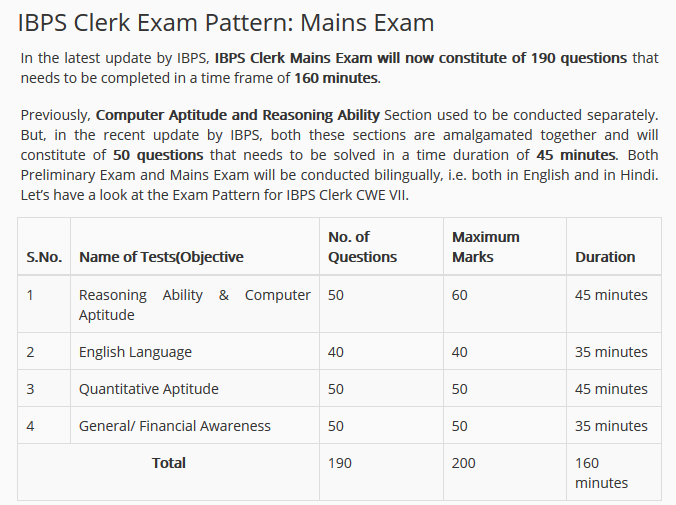 IBPS Clerk Exam Pattern: Mains Exam
In the latest update by IBPS, IBPS Clerk Mains Exam will now constitute of 190 questions that
needs to be completed in a time frame of 160 minutes.
Previously, Computer Aptitude and Reasoning Ability Section used to be conducted separately.
But, in the recent update by IBPS, both these sections are amalgamated together and will
constitute of 50 questions that needs to be solved in a time duration of 45 minutes. Both
Preliminary Exam and Mains Exam will be conducted bilingually, i.e. both in English and in Hindi.
Let's have a look at the Exam Pattern for IBPS Clerk CWE VII.
S.No. Name of Tests(Objective No. of Questions Maximum Marks Duration
1 Reasoning Ability & Computer Aptitude 50 60 45 minutes
2 English Language 40 40 35 minutes
3 Quantitative Aptitude 50 50 45 minutes
4 General/ Financial Awareness 50 50 35 minutes
Total 190 200 160 minutes